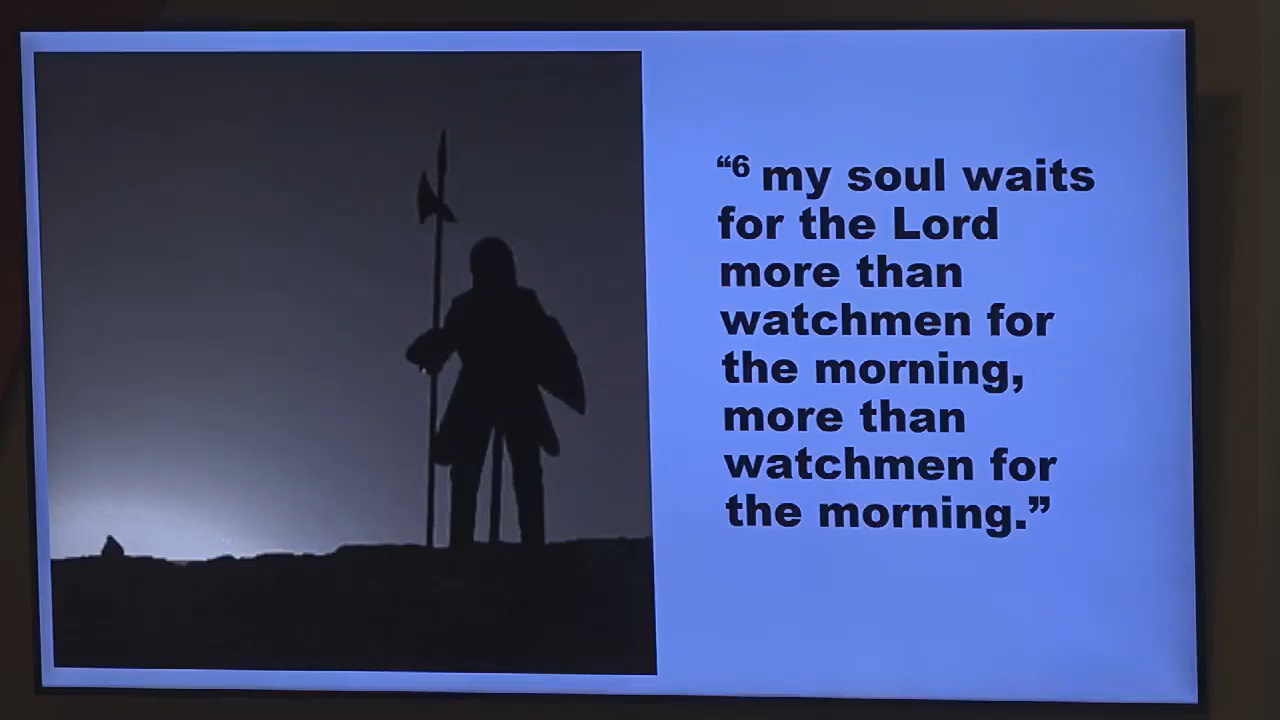 “6 my soul waits
for the Lord
more than
watchmen for
the morning,
more than
watchmen for
the morning.”